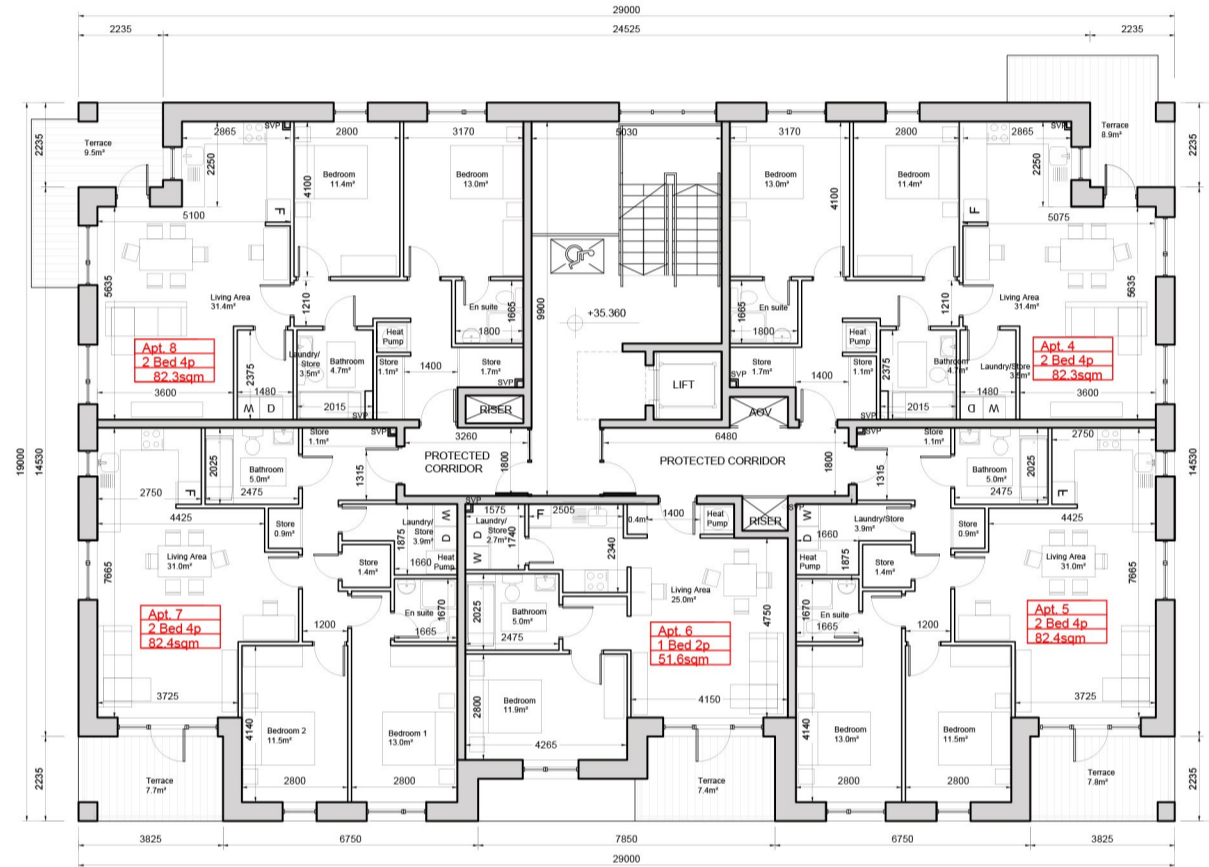 29000
2235
24525
2235
2235
14530
2235
19000
Terrace
9.5m²
2865
SVP
2250
5100
F
5635
Living Area
31.4m²
Apt. 8
2 Bed 4p
82.3sqm
3600
2800
Bedroom
11.4m²
4100
3170
Bedroom
13.0m²
1210
Laundry/
Store
3.5m²
2375
1480
W
D
Bathroom
4.7m²
2015
SVP
Heat
Pump
Store
1.1m²
1400
En suite
1665
1800
Store
1.7m²
SVP
RISER
5030
9900
+35.360
LIFT
AOV
3170
Bedroom
13.0m²
4100
2800
Bedroom
11.4m²
2865
SVP
2250
Terrace
8.9m²
F
5075
5635
Living Area
31.4m²
Apt. 4
2 Bed 4p
82.3sqm
3600
1210
En suite
1665
1800
Store
1.7m²
SVP
1400
Heat
Pump
Store
1.1m²
2375
Bathroom
2015
Laundry/Store
1480
D
W
2235
14530
2235
3260
PROTECTED
CORRIDOR
1800
6480
PROTECTED CORRIDOR
1800
2750
F
4425
7665
Living Area
31.0m²
Apt. 7
2 Bed 4p
82.4sqm
3725
2025
Bathroom
5.0m²
2475
Store
1.1m²
SVP
1315
Store
0.9m²
Store
1.4m²
Laundry/
Store
3.9m²
1875
1660
W
D
Heat
Pump
En suite
1670
1665
1200
Bedroom 2
11.5m²
4140
2800
Bedroom 1
13.0m²
2800
Terrace
7.7m²
SVP
1575
Laundry/
Store
2.7m²
1740
D
W
2505
F
2340
0.4m²
1400
Heat
Pump
RISER
Living Area
25.0m²
4750
Apt. 6
1 Bed 2p
51.6sqm
4150
2025
Bathroom
5.0m²
2475
Bedroom
11.9m²
2800
4265
Terrace
7.4m²
SVP
Store
1.1m²
1315
2025
Bathroom
5.0m²
2475
2750
F
4425
Laundry/Store
3.9m²
W
D
1660
1875
Heat
Pump
Store
0.9m²
Store
1.4m²
Living Area
31.0m²
7665
Apt. 5
2 Bed 4p
82.4sqm
3725
En suite
1670
1665
1200
Bedroom
13.0m²
4140
2800
Bedroom
11.5m²
2800
Terrace
7.8m²
3825
6750
7850
6750
3825
29000